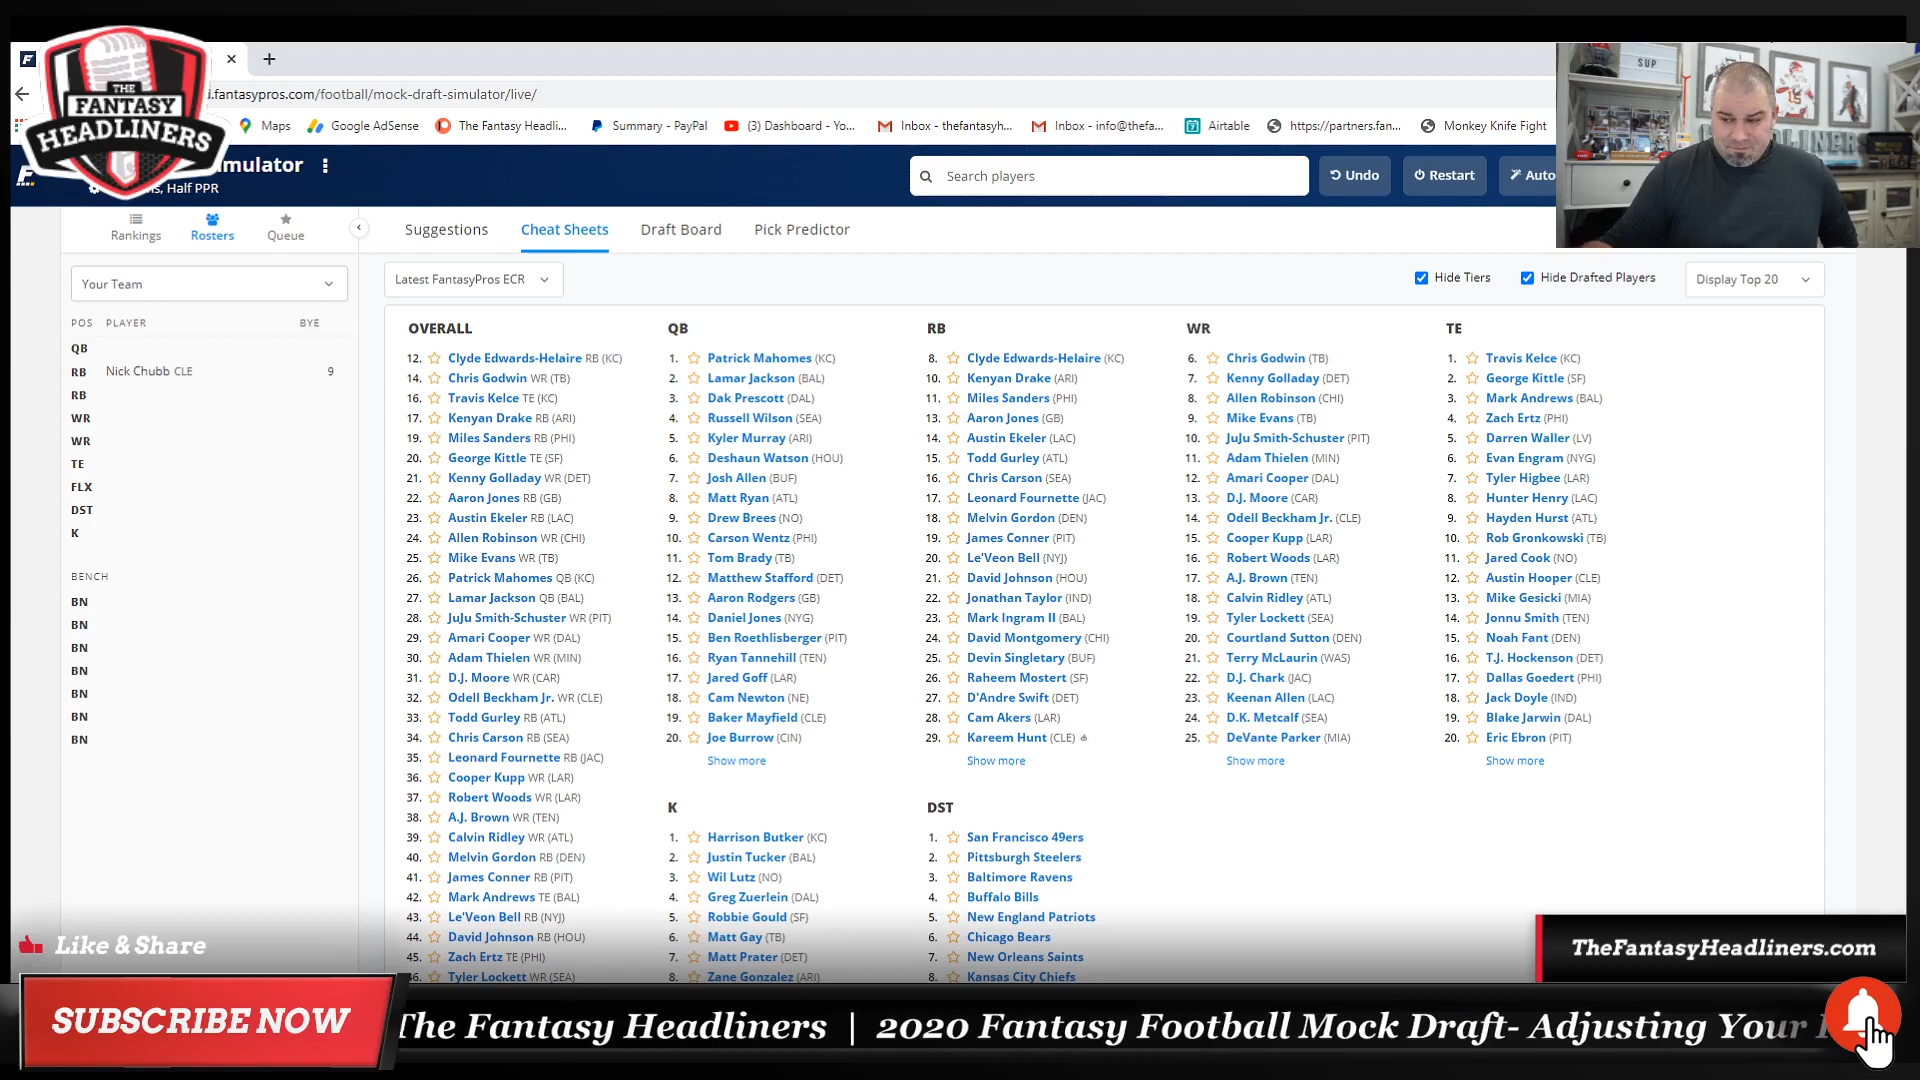 THE
FANTASY
HEADLINERS
.fantasypros.com/football/mock-draft-simulator/live/
Maps
Google AdSense
The Fantasy Headli...
Summary - PayPal
(3) Dashboard - Yo...
Inbox - thefantasyh...
Inbox - info@thefa...
Airtable
https://partners.fan...
Monkey Knife Fight
SUP
imulator
s, Half PPR
Search players
Undo
Restart
Auto
Rankings
Rosters
Queue
Suggestions
Cheat Sheets
Draft Board
Pick Predictor
Your Team
Latest FantasyPros ECR
Hide Tiers
Hide Drafted Players
Display Top 20
POS PLAYER BYE
QB
RB Nick Chubb CLE 9
RB
WR
WR
TE
FLX
DST
K
BENCH
BN
BN
BN
BN
BN
BN
BN
OVERALL
12. Clyde Edwards-Helaire RB (KC)
14. Chris Godwin WR (TB)
16. Travis Kelce TE (KC)
17. Kenyan Drake RB (ARI)
19. Miles Sanders RB (PHI)
20. George Kittle TE (SF)
21. Kenny Golladay WR (DET)
22. Aaron Jones RB (GB)
23. Austin Ekeler RB (LAC)
24. Allen Robinson WR (CHI)
25. Mike Evans WR (TB)
26. Patrick Mahomes QB (KC)
27. Lamar Jackson QB (BAL)
28. JuJu Smith-Schuster WR (PIT)
29. Amari Cooper WR (DAL)
30. Adam Thielen WR (MIN)
31. D.J. Moore WR (CAR)
32. Odell Beckham Jr. WR (CLE)
33. Todd Gurley RB (ATL)
34. Chris Carson RB (SEA)
35. Leonard Fournette RB (JAC)
36. Cooper Kupp WR (LAR)
37. Robert Woods WR (LAR)
38. A.J. Brown WR (TEN)
39. Calvin Ridley WR (ATL)
40. Melvin Gordon RB (DEN)
41. James Conner RB (PIT)
42. Mark Andrews TE (BAL)
43. Le'Veon Bell RB (NYJ)
44. David Johnson RB (HOU)
45. Zach Ertz TE (PHI)
46. Tyler Lockett WR (SEA)
QB
1. Patrick Mahomes (KC)
2. Lamar Jackson (BAL)
3. Dak Prescott (DAL)
4. Russell Wilson (SEA)
5. Kyler Murray (ARI)
6. Deshaun Watson (HOU)
7. Josh Allen (BUF)
8. Matt Ryan (ATL)
9. Drew Brees (NO)
10. Carson Wentz (PHI)
11. Tom Brady (TB)
12. Matthew Stafford (DET)
13. Aaron Rodgers (GB)
14. Daniel Jones (NYG)
15. Ben Roethlisberger (PIT)
16. Ryan Tannehill (TEN)
17. Jared Goff (LAR)
18. Cam Newton (NE)
19. Baker Mayfield (CLE)
20. Joe Burrow (CIN)
Show more
RB
8. Clyde Edwards-Helaire (KC)
10. Kenyan Drake (ARI)
11. Miles Sanders (PHI)
13. Aaron Jones (GB)
14. Austin Ekeler (LAC)
15. Todd Gurley (ATL)
16. Chris Carson (SEA)
17. Leonard Fournette (JAC)
18. Melvin Gordon (DEN)
19. James Conner (PIT)
20. Le'Veon Bell (NYJ)
21. David Johnson (HOU)
22. Jonathan Taylor (IND)
23. Mark Ingram II (BAL)
24. David Montgomery (CHI)
25. Devin Singletary (BUF)
26. Raheem Mostert (SF)
27. D'Andre Swift (DET)
28. Cam Akers (LAR)
29. Kareem Hunt (CLE)
Show more
WR
6. Chris Godwin (TB)
7. Kenny Golladay (DET)
8. Allen Robinson (CHI)
9. Mike Evans (TB)
10. JuJu Smith-Schuster (PIT)
11. Adam Thielen (MIN)
12. Amari Cooper (DAL)
13. D.J. Moore (CAR)
14. Odell Beckham Jr. (CLE)
15. Cooper Kupp (LAR)
16. Robert Woods (LAR)
17. A.J. Brown (TEN)
18. Calvin Ridley (ATL)
19. Tyler Lockett (SEA)
20. Courtland Sutton (DEN)
21. Terry McLaurin (WAS)
22. D.J. Chark (JAC)
23. Keenan Allen (LAC)
24. D.K. Metcalf (SEA)
25. DeVante Parker (MIA)
Show more
TE
1. Travis Kelce (KC)
2. George Kittle (SF)
3. Mark Andrews (BAL)
4. Zach Ertz (PHI)
5. Darren Waller (LV)
6. Evan Engram (NYG)
7. Tyler Higbee (LAR)
8. Hunter Henry (LAC)
9. Hayden Hurst (ATL)
10. Rob Gronkowski (TB)
11. Jared Cook (NO)
12. Austin Hooper (CLE)
13. Mike Gesicki (MIA)
14. Jonnu Smith (TEN)
15. Noah Fant (DEN)
16. T.J. Hockenson (DET)
17. Dallas Goedert (PHI)
18. Jack Doyle (IND)
19. Blake Jarwin (DAL)
20. Eric Ebron (PIT)
Show more
K
1. Harrison Butker (KC)
2. Justin Tucker (BAL)
3. Wil Lutz (NO)
4. Greg Zuerlein (DAL)
5. Robbie Gould (SF)
6. Matt Gay (TB)
7. Matt Prater (DET)
8. Zane Gonzalez (ARI)
DST
1. San Francisco 49ers
2. Pittsburgh Steelers
3. Baltimore Ravens
4. Buffalo Bills
5. New England Patriots
6. Chicago Bears
7. New Orleans Saints
8. Kansas City Chiefs
Like & Share
TheFantasyHeadliners.com
SUBSCRIBE NOW
The Fantasy Headliners | 2020 Fantasy Football Mock Draft- Adjusting Your